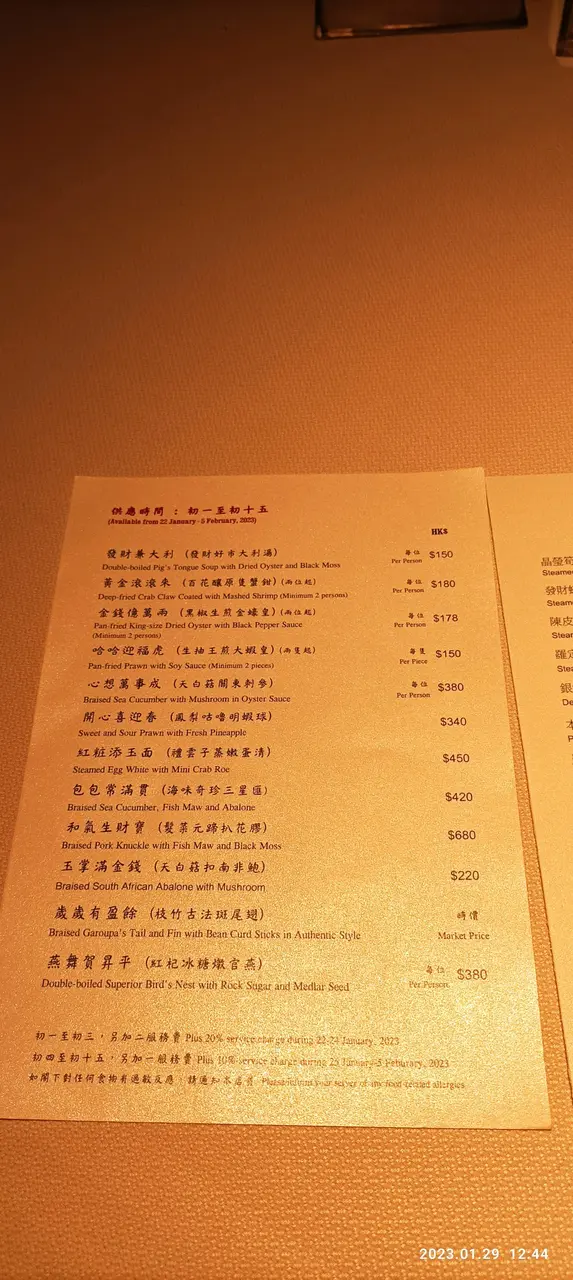 供應時間 : 初一至初十五
(Available from 22 January - 5 February, 2023)
HK$
發財兼大利 (發財好市大利湯) 每位 $150
Double-boiled Pig's Tongue Soup with Dried Oyster and Black Moss Per Person
黃金滾滾來 (百花釀原隻蟹鉗) (兩位起) 每位 $180
Deep-fried Crab Claw Coated with Mashed Shrimp (Minimum 2 persons) Per Person
金錢億萬兩 (黑椒生煎金蠔皇) (兩位起) 每位 $178
Pan-fried King-size Dried Oyster with Black Pepper Sauce Per Person
(Minimum 2 persons)
哈哈迎福虎 (生抽王煎大蝦皇) (兩隻起) 每隻 $150
Pan-fried Prawn with Soy Sauce (Minimum 2 pieces) Per Piece
心想萬事成 (天白菇關東刺參) 每位 $380
Braised Sea Cucumber with Mushroom in Oyster Sauce Per Person
開心喜迎春 (鳳梨咕嚕明蝦球) $340
Sweet and Sour Prawn with Fresh Pineapple
紅粧添玉面 (禮雲子蒸嫩蛋清) $450
Steamed Egg White with Mini Crab Roe
包包常滿貫 (海味奇珍三星匯) $420
Braised Sea Cucumber, Fish Maw and Abalone
和氣生財寶 (髮菜元蹄扒花膠) $680
Braised Pork Knuckle with Fish Maw and Black Moss
玉掌滿金錢 (天白菇扣南非鮑) $220
Braised South African Abalone with Mushroom
歲歲有盈餘 (枝竹古法斑尾翅) 時價
Braised Garoupa's Tail and Fin with Bean Curd Sticks in Authentic Style Market Price
燕舞賀昇平 (紅杞冰糖燉官燕) 每位 $380
Double-boiled Superior Bird's Nest with Rock Sugar and Medlar Seed Per Person
初一至初三，另加二服務費 Plus 20% service charge during 22-24 January, 2023
初四至初十五，另加一服務費 Plus 10% service charge during 25 January-5 Feburary, 2023
如閣下對任何食物有過敏反應，請通知本店員 Please inform your server of any food related allergies
晶瑩筍
Steame
發財
Steam
陳皮
Stear
羅
Ste
銀
De
本
P
2023.01.29 12:44